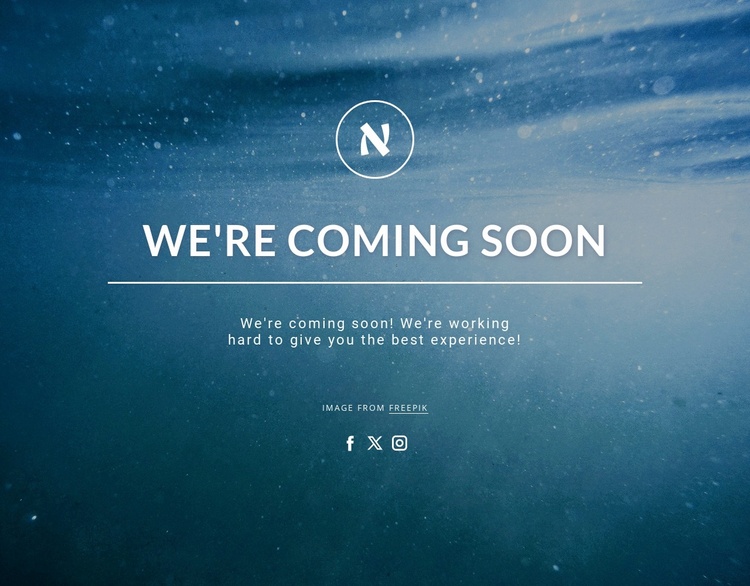 א
WE'RE COMING SOON
We're coming soon! We're working
hard to give you the best experience!
IMAGE FROM FREEPIK